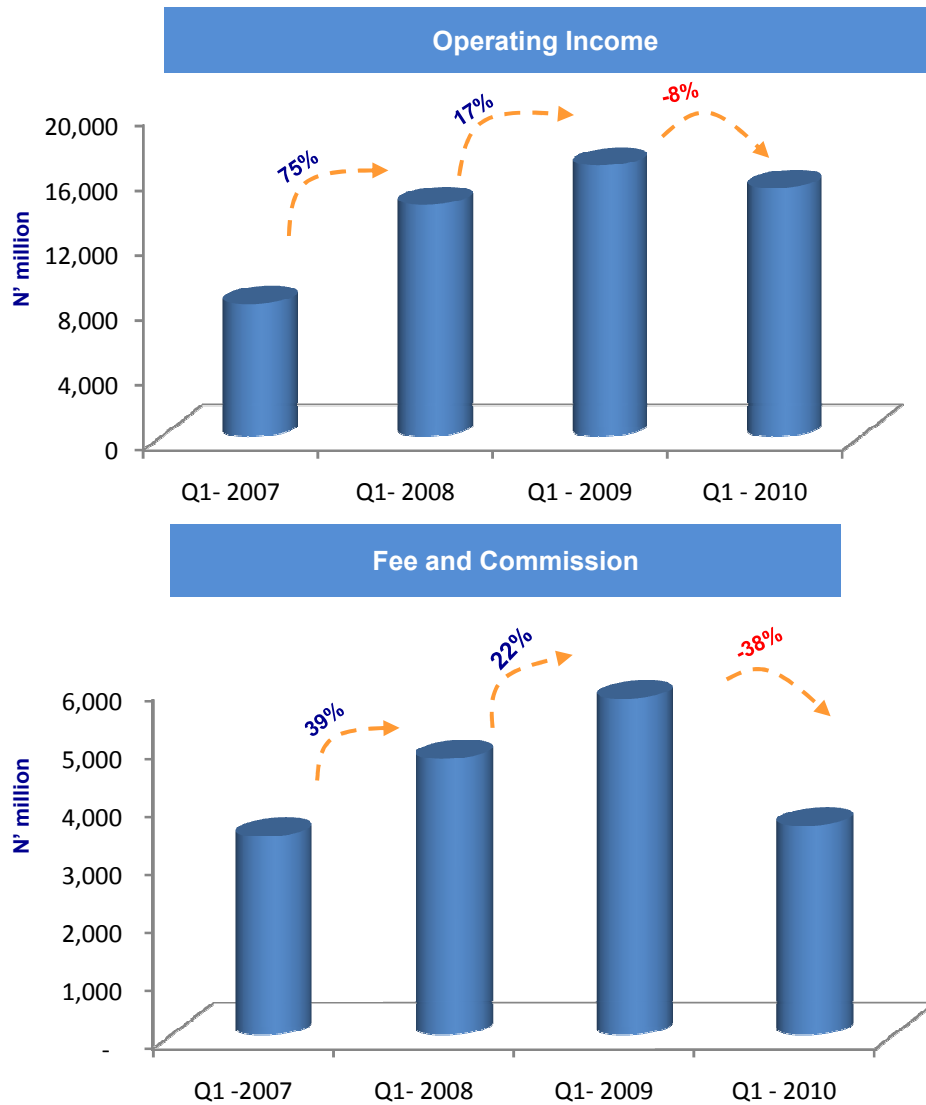 Operating Income
75%
17%
-8%
N' million
20,000
16,000
12,000
8,000
4,000
0
Q1- 2007
Q1- 2008
Q1 - 2009
Q1 - 2010
Fee and Commission
39%
22%
-38%
N' million
6,000
5,000
4,000
3,000
2,000
1,000
-
Q1 -2007
Q1- 2008
Q1- 2009
Q1 - 2010